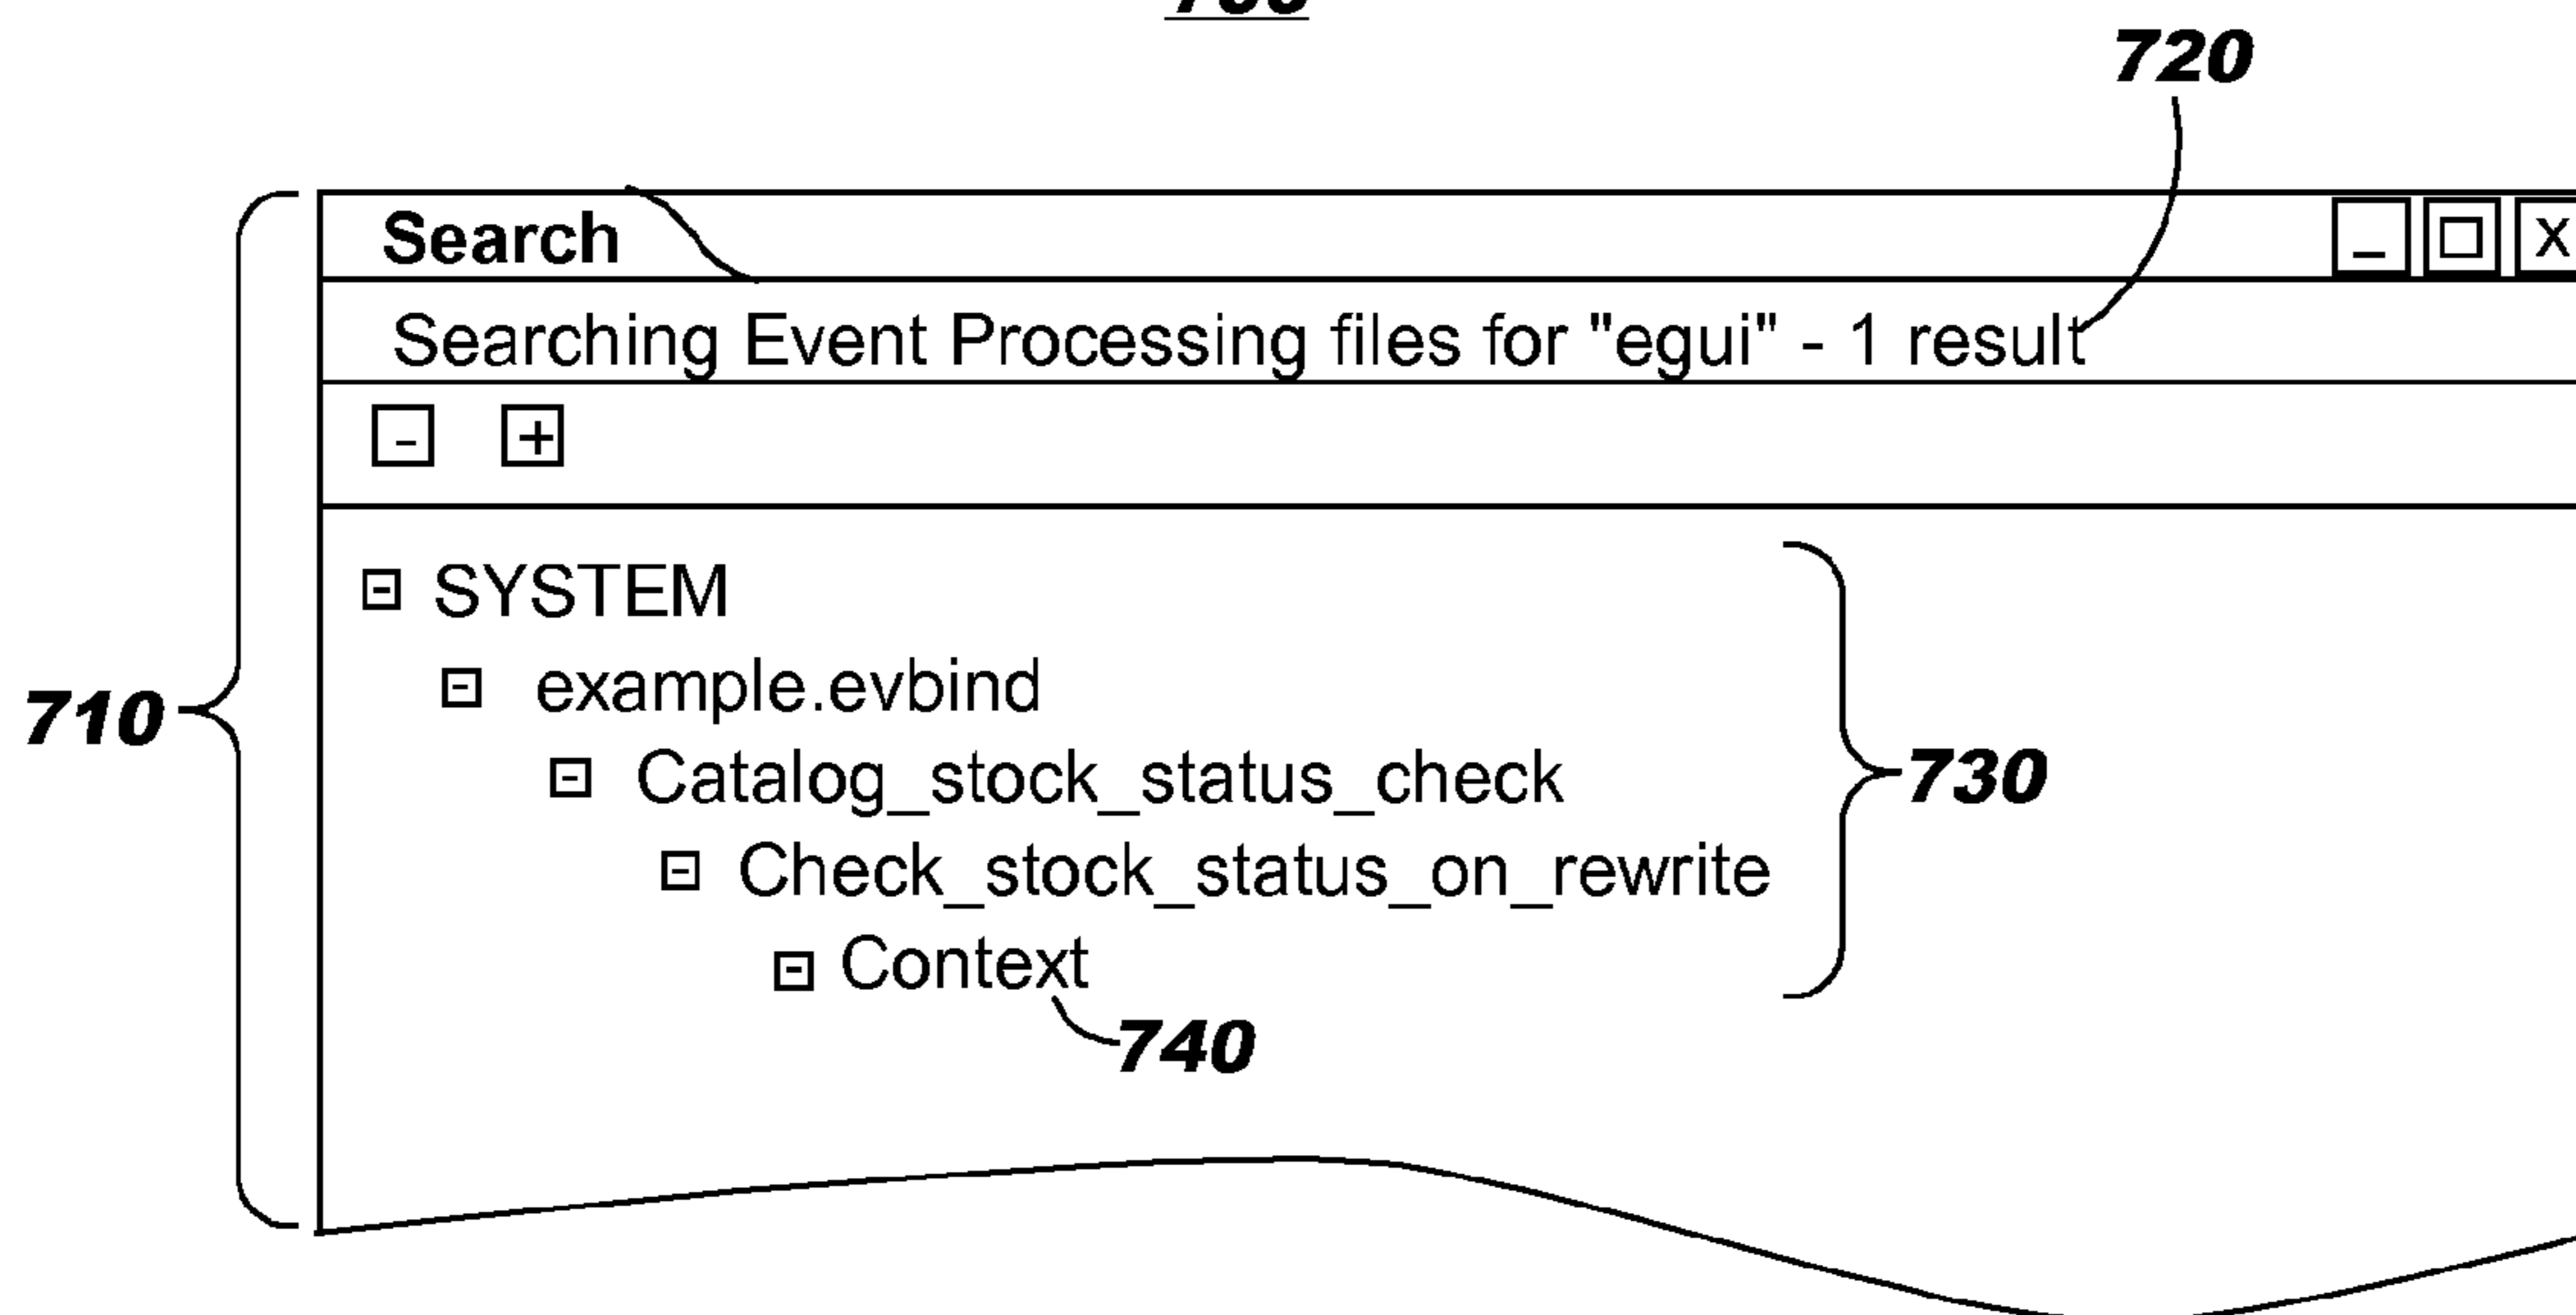 720
Search _ □ X
Searching Event Processing files for "egui" - 1 result
- +
- SYSTEM
- example.evbind
710
- Catalog_stock_status_check
730
- Check_stock_status_on_rewrite
- Context
740